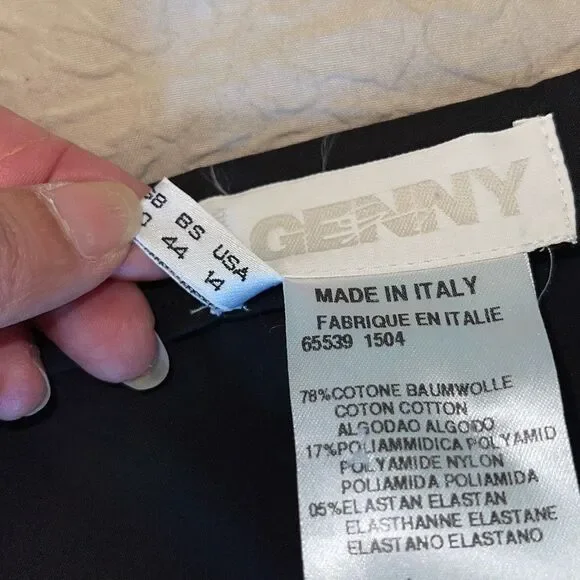 GENNY
GB BS USA
44 14
MADE IN ITALY
FABRIQUE EN ITALIE
65539 1504
78%COTONE BAUMWOLLE
COTON COTTON
ALGODAO ALGODO
17%POLIAMMIDICA POLYAMID
POLYAMIDE NYLON
POLIAMIDA POLIAMIDA
05%ELASTAN ELASTAN
ELASTHANNE ELASTANE
ELASTANO ELASTANO